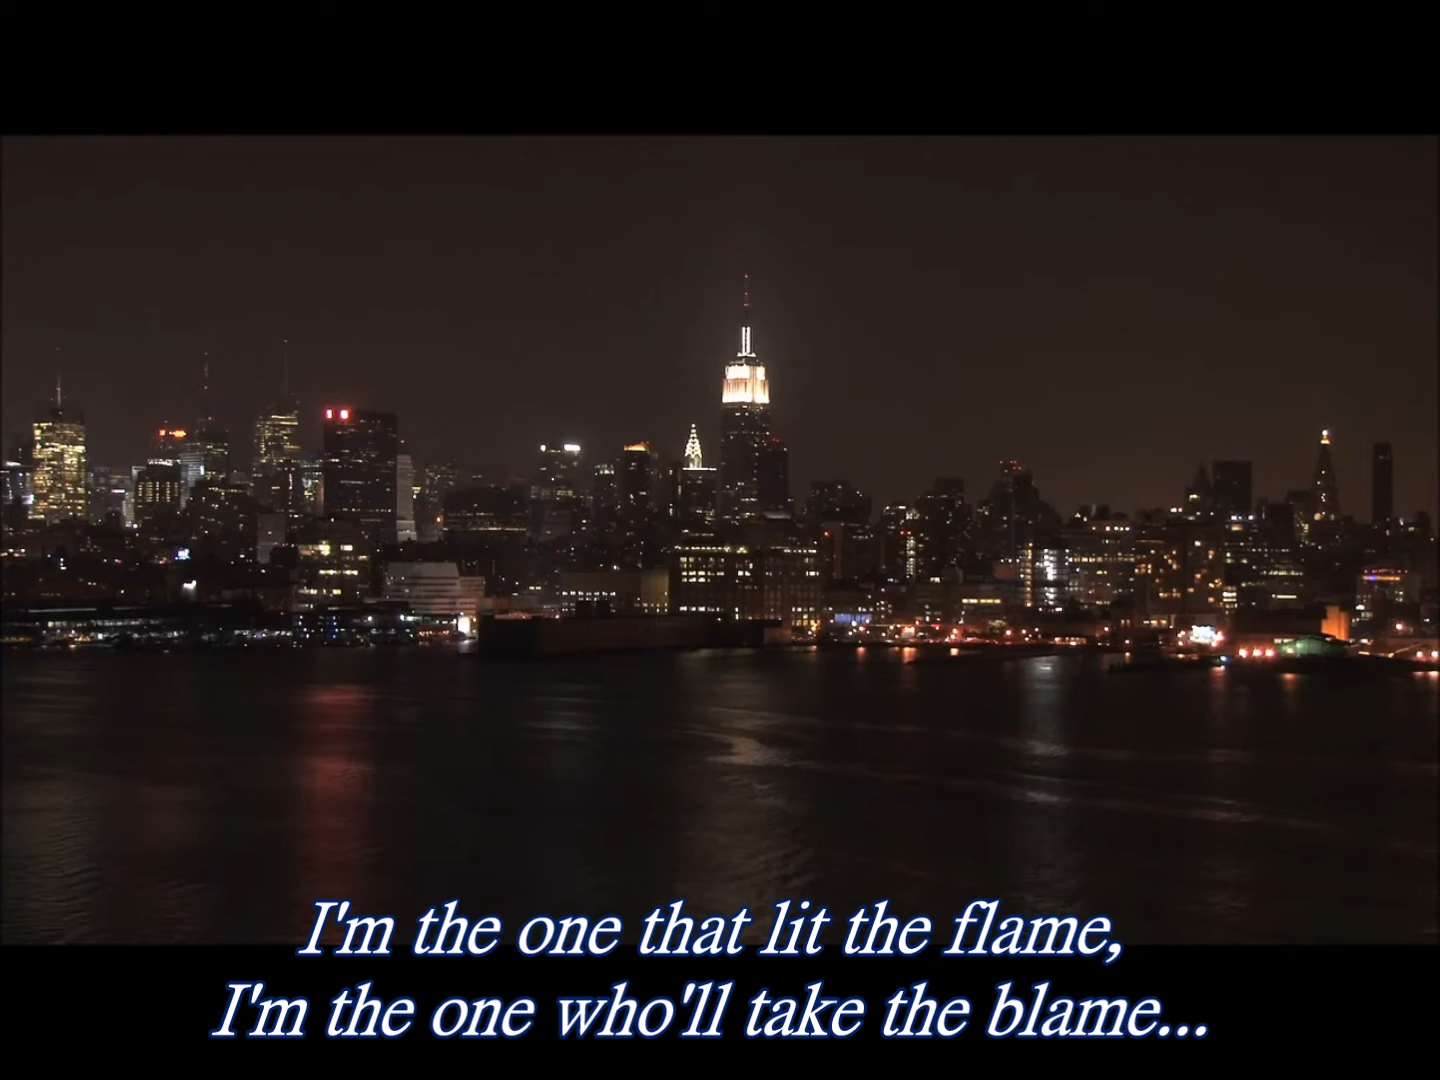 I'm the one that lit the flame,
I'm the one who'll take the blame...